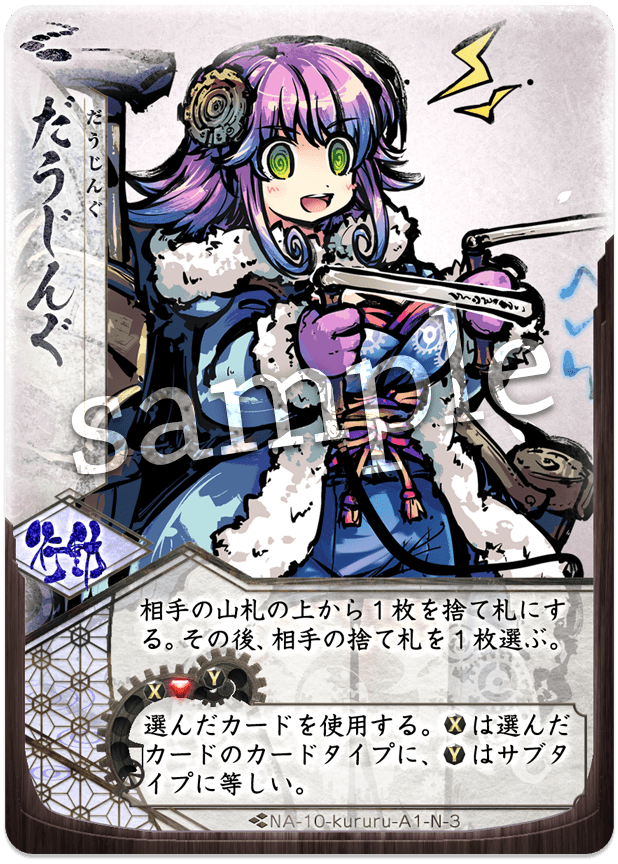 だうじんぐ
だうじんぐ
sample
行動
相手の山札の上から1枚を捨て札にす
る。その後、相手の捨て札を1枚選ぶ。
X Y
選んだカードを使用する。Xは選んだ
カードのカードタイプに、Yはサブタ
イプに等しい。
NA-10-kururu-A1-N-3